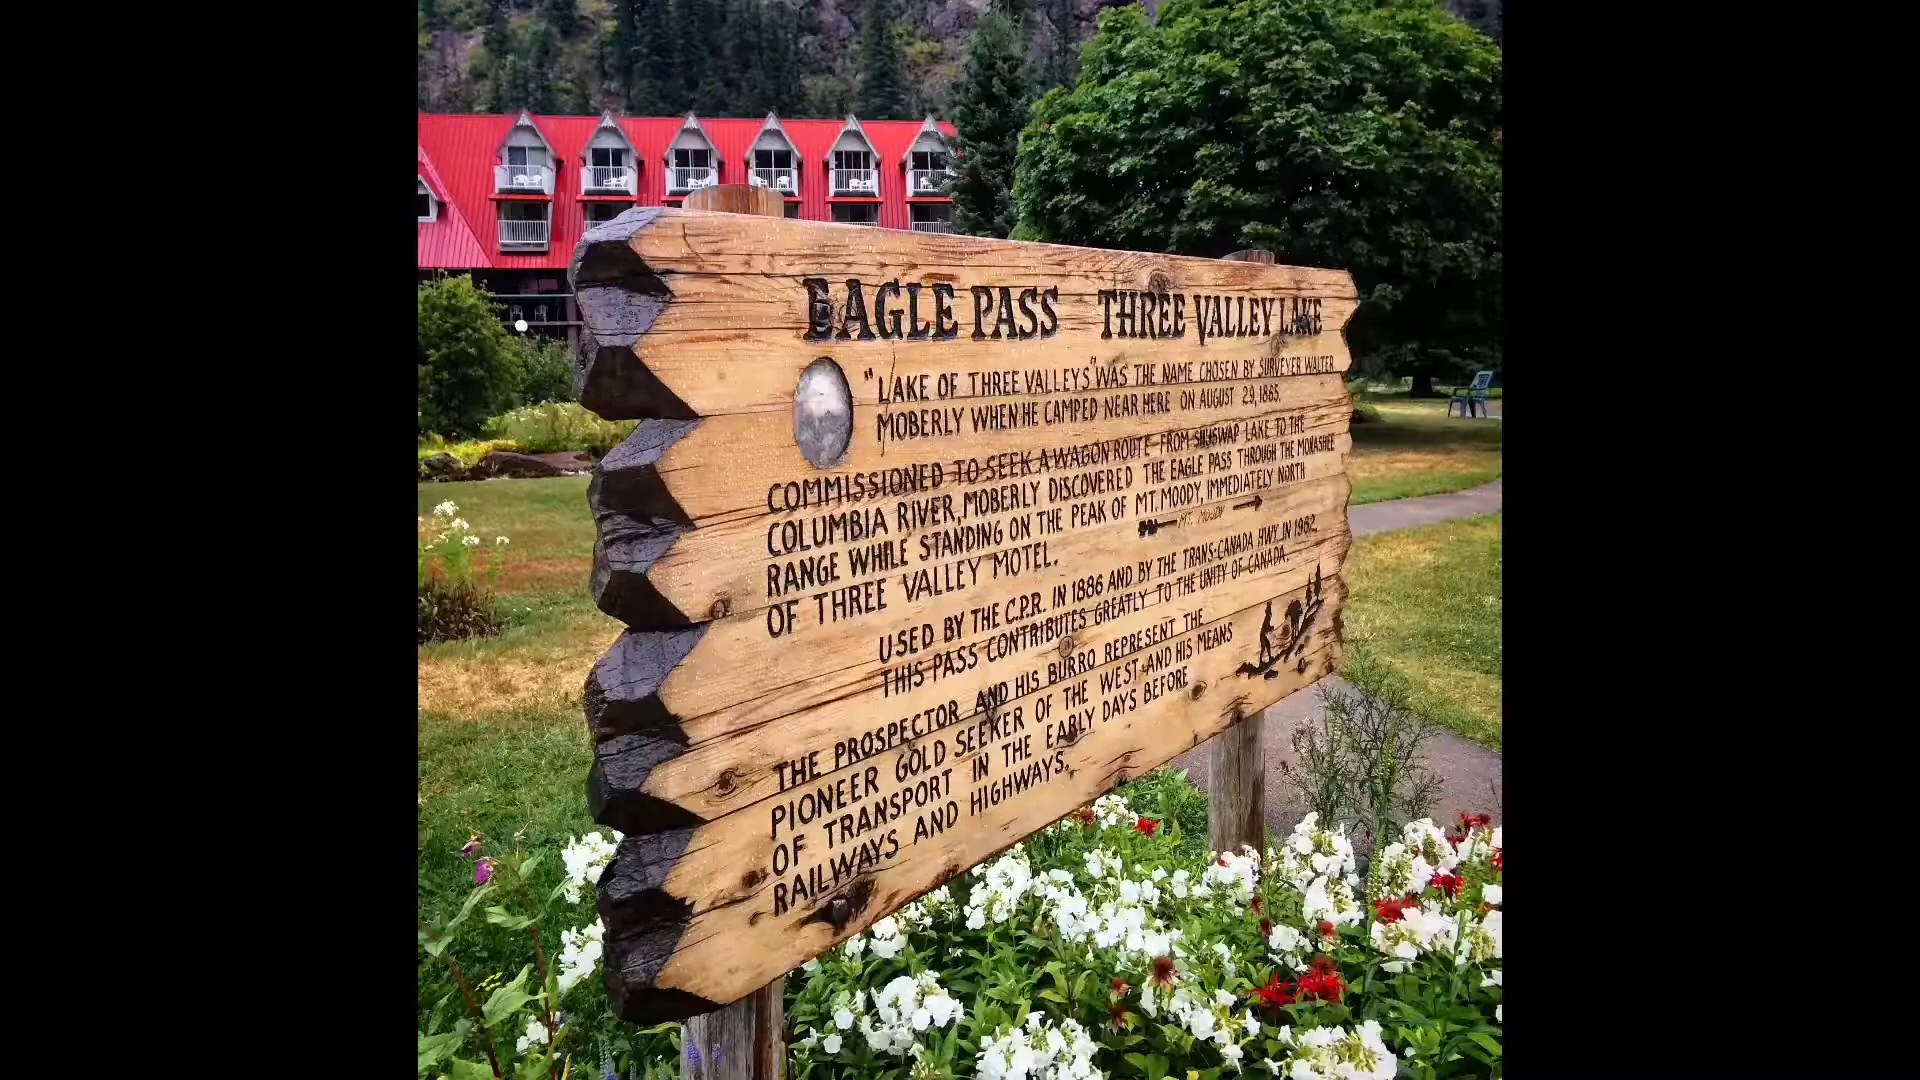 EAGLE PASS THREE VALLEY LAKE
"LAKE OF THREE VALLEYS" WAS THE NAME CHOSEN BY SURVEYER WALTER
MOBERLY WHEN HE CAMPED NEAR HERE ON AUGUST 29, 1865.
COMMISSIONED TO SEEK A WAGON ROUTE FROM SHUSWAP LAKE TO THE
COLUMBIA RIVER, MOBERLY DISCOVERED THE EAGLE PASS THROUGH THE MONASHEE
RANGE WHILE STANDING ON THE PEAK OF MT. MOODY, IMMEDIATELY NORTH
OF THREE VALLEY MOTEL.
MT. MOODY
USED BY THE C.P.R. IN 1886 AND BY THE TRANS-CANADA HWY. IN 1962,
THIS PASS CONTRIBUTES GREATLY TO THE UNITY OF CANADA.
THE PROSPECTOR AND HIS BURRO REPRESENT THE
PIONEER GOLD SEEKER OF THE WEST AND HIS MEANS
OF TRANSPORT IN THE EARLY DAYS BEFORE
RAILWAYS AND HIGHWAYS.